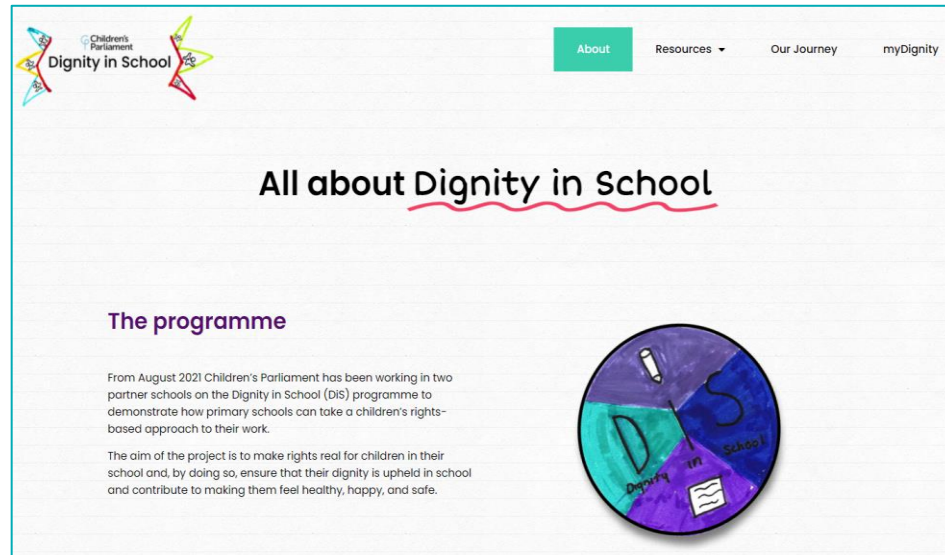 Children's
Parliament
Dignity in School
About
Resources
Our Journey
myDignity
All about Dignity in School
The programme
From August 2021 Children's Parliament has been working in two
partner schools on the Dignity in School (DiS) programme to
demonstrate how primary schools can take a children's rights-
based approach to their work.
The aim of the project is to make rights real for children in their
school and, by doing so, ensure that their dignity is upheld in school
and contribute to making them feel healthy, happy, and safe.
D i S
Dignity in School